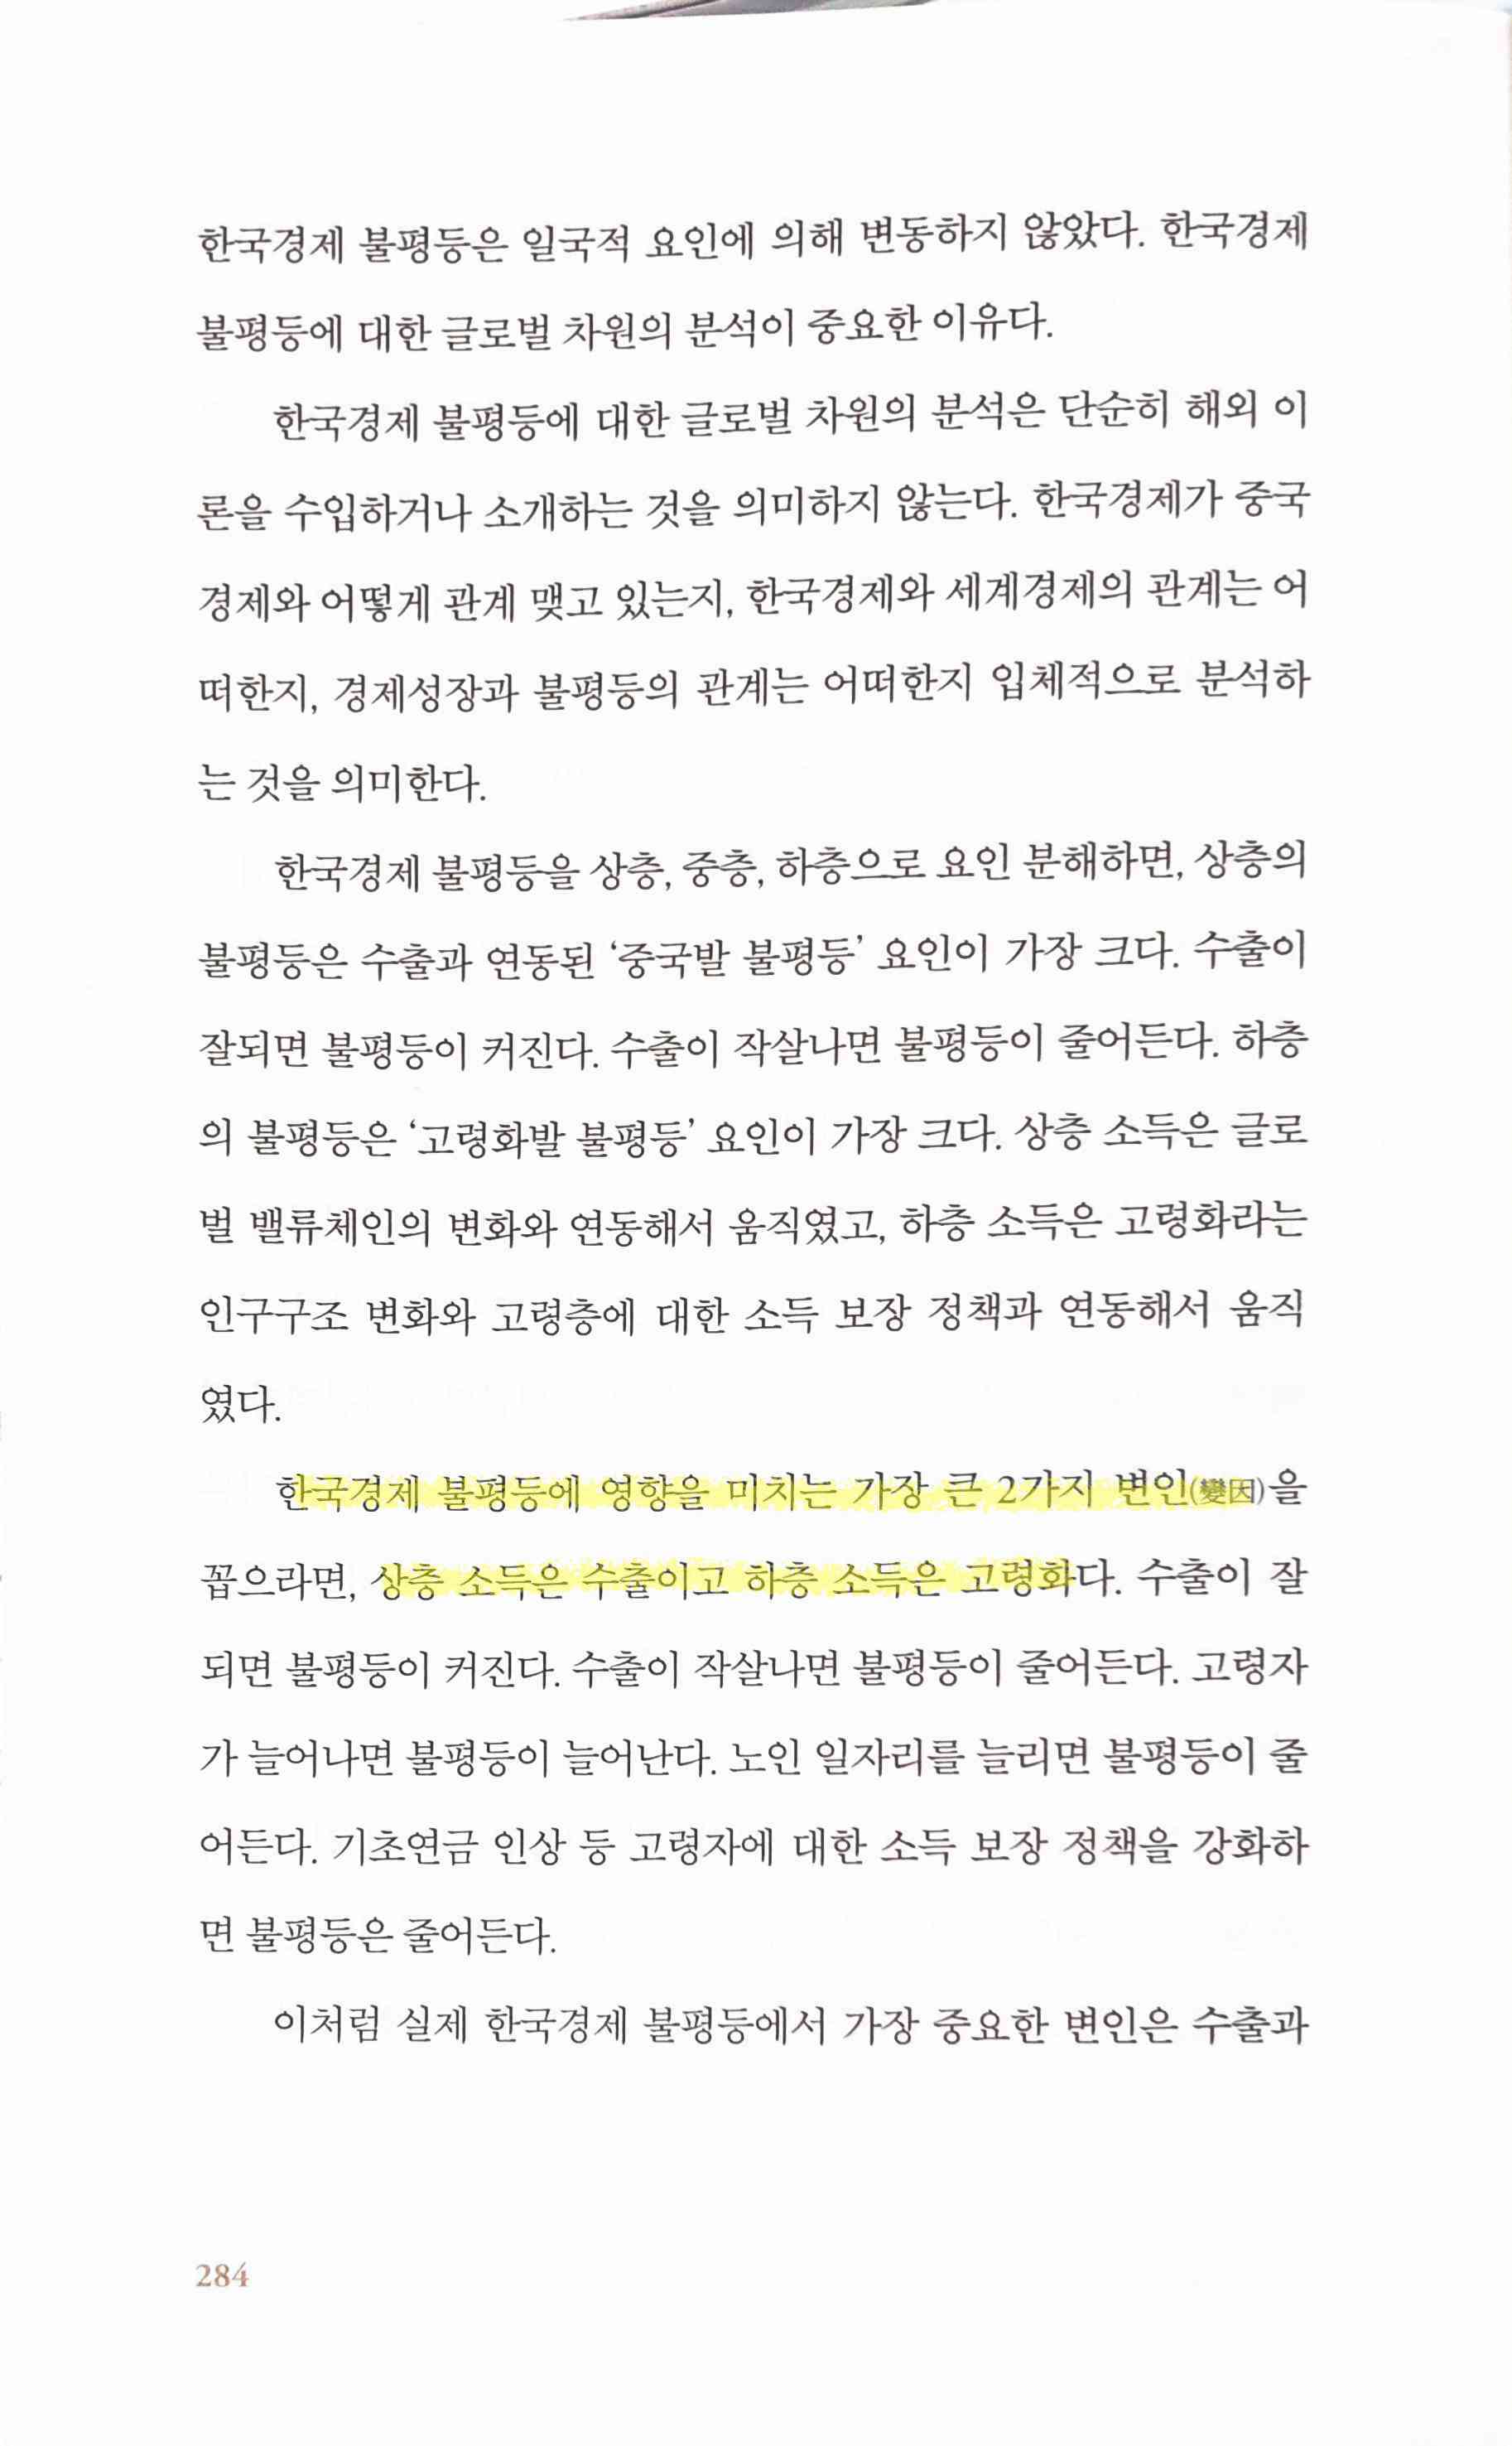 한국경제 불평등은 일국적 요인에 의해 변동하지 않았다. 한국경제
불평등에 대한 글로벌 차원의 분석이 중요한 이유다.
한국경제 불평등에 대한 글로벌 차원의 분석은 단순히 해외 이
론을 수입하거나 소개하는 것을 의미하지 않는다. 한국경제가 중국
경제와 어떻게 관계 맺고 있는지, 한국경제와 세계경제의 관계는 어
떠한지, 경제성장과 불평등의 관계는 어떠한지 입체적으로 분석하
는 것을 의미한다.
한국경제 불평등을 상층, 중층, 하층으로 요인 분해하면, 상층의
불평등은 수출과 연동된 ‘중국발 불평등’ 요인이 가장 크다. 수출이
잘되면 불평등이 커진다. 수출이 작살나면 불평등이 줄어든다. 하층
의 불평등은 ‘고령화발 불평등’ 요인이 가장 크다. 상층 소득은 글로
벌 밸류체인의 변화와 연동해서 움직였고, 하층 소득은 고령화라는
인구구조 변화와 고령층에 대한 소득 보장 정책과 연동해서 움직
였다.
한국경제 불평등에 영향을 미치는 가장 큰 2가지 변인(變因)을
꼽으라면, 상층 소득은 수출이고 하층 소득은 고령화다. 수출이 잘
되면 불평등이 커진다. 수출이 작살나면 불평등이 줄어든다. 고령자
가 늘어나면 불평등이 늘어난다. 노인 일자리를 늘리면 불평등이 줄
어든다. 기초연금 인상 등 고령자에 대한 소득 보장 정책을 강화하
면 불평등은 줄어든다.
이처럼 실제 한국경제 불평등에서 가장 중요한 변인은 수출과
284